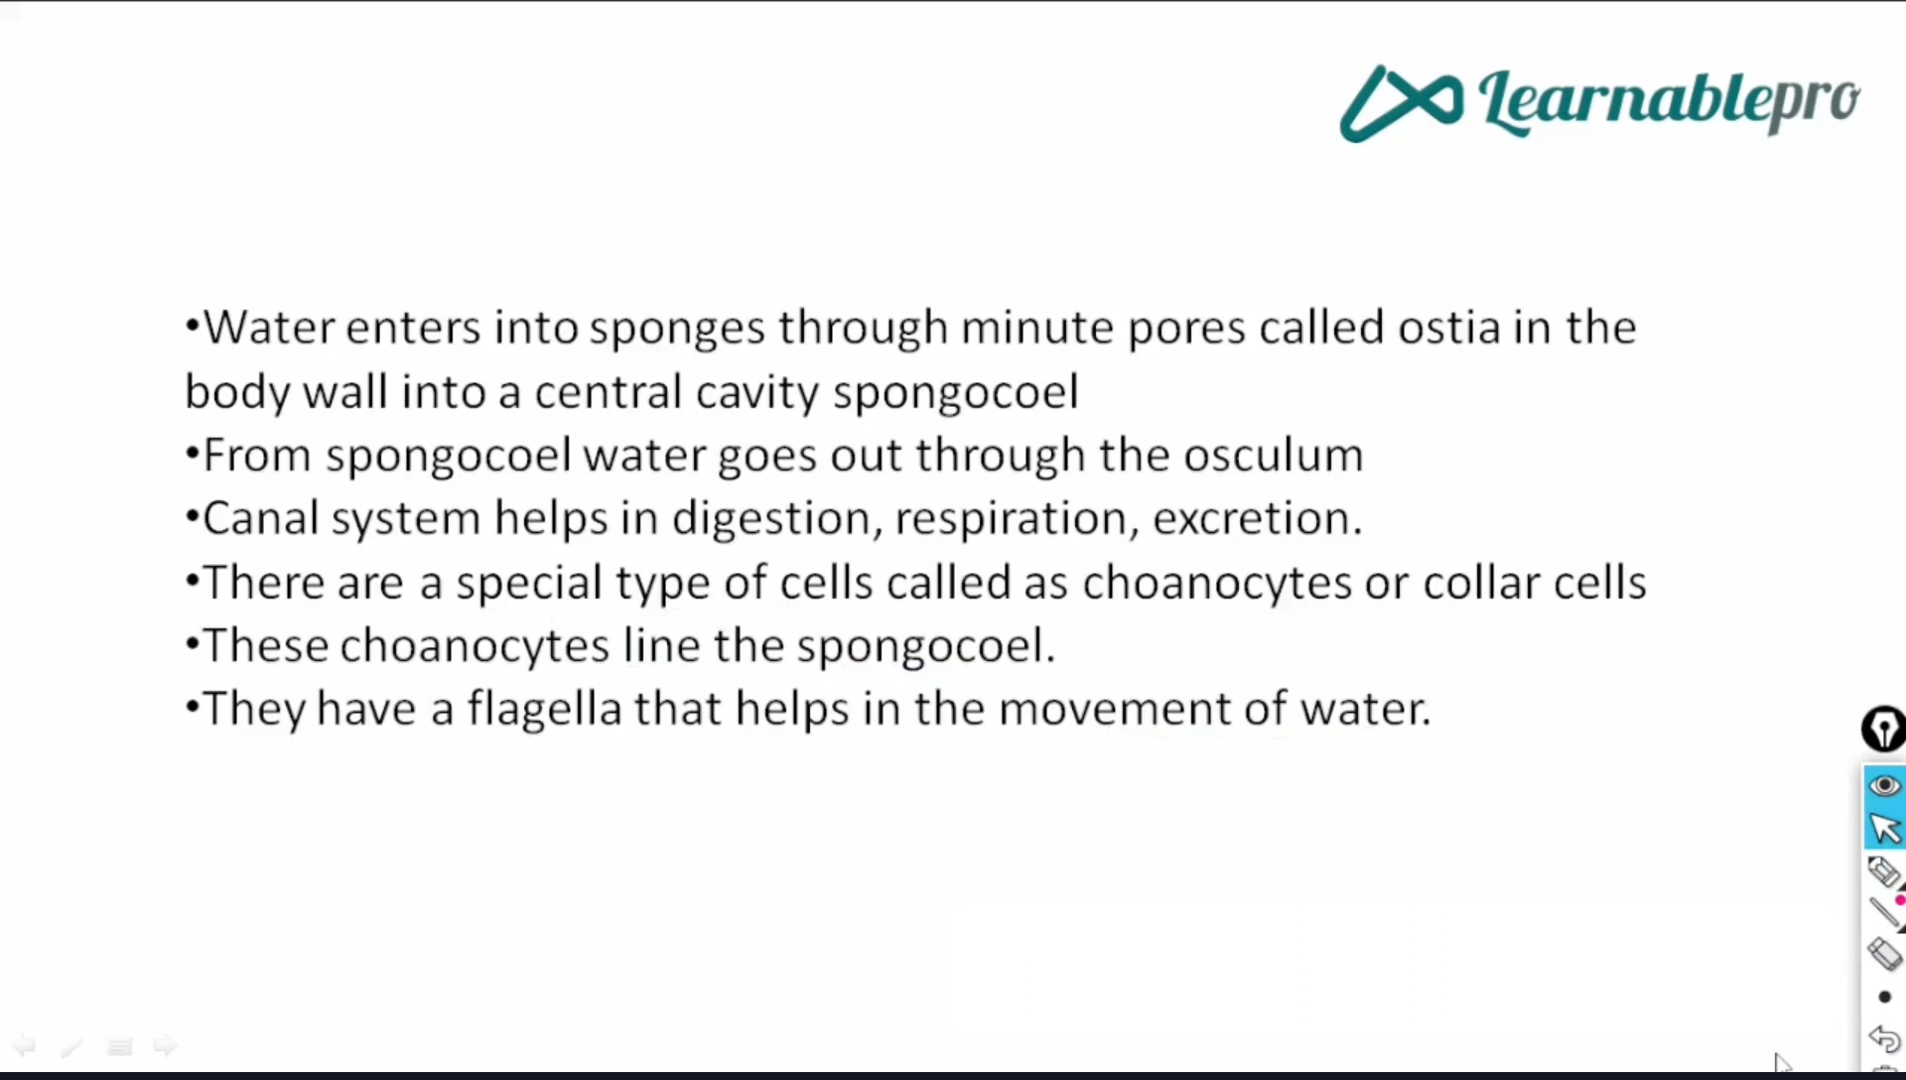 Learnablepro
•Water enters into sponges through minute pores called ostia in the
body wall into a central cavity spongocoel
•From spongocoel water goes out through the osculum
•Canal system helps in digestion, respiration, excretion.
•There are a special type of cells called as choanocytes or collar cells
•These choanocytes line the spongocoel.
•They have a flagella that helps in the movement of water.